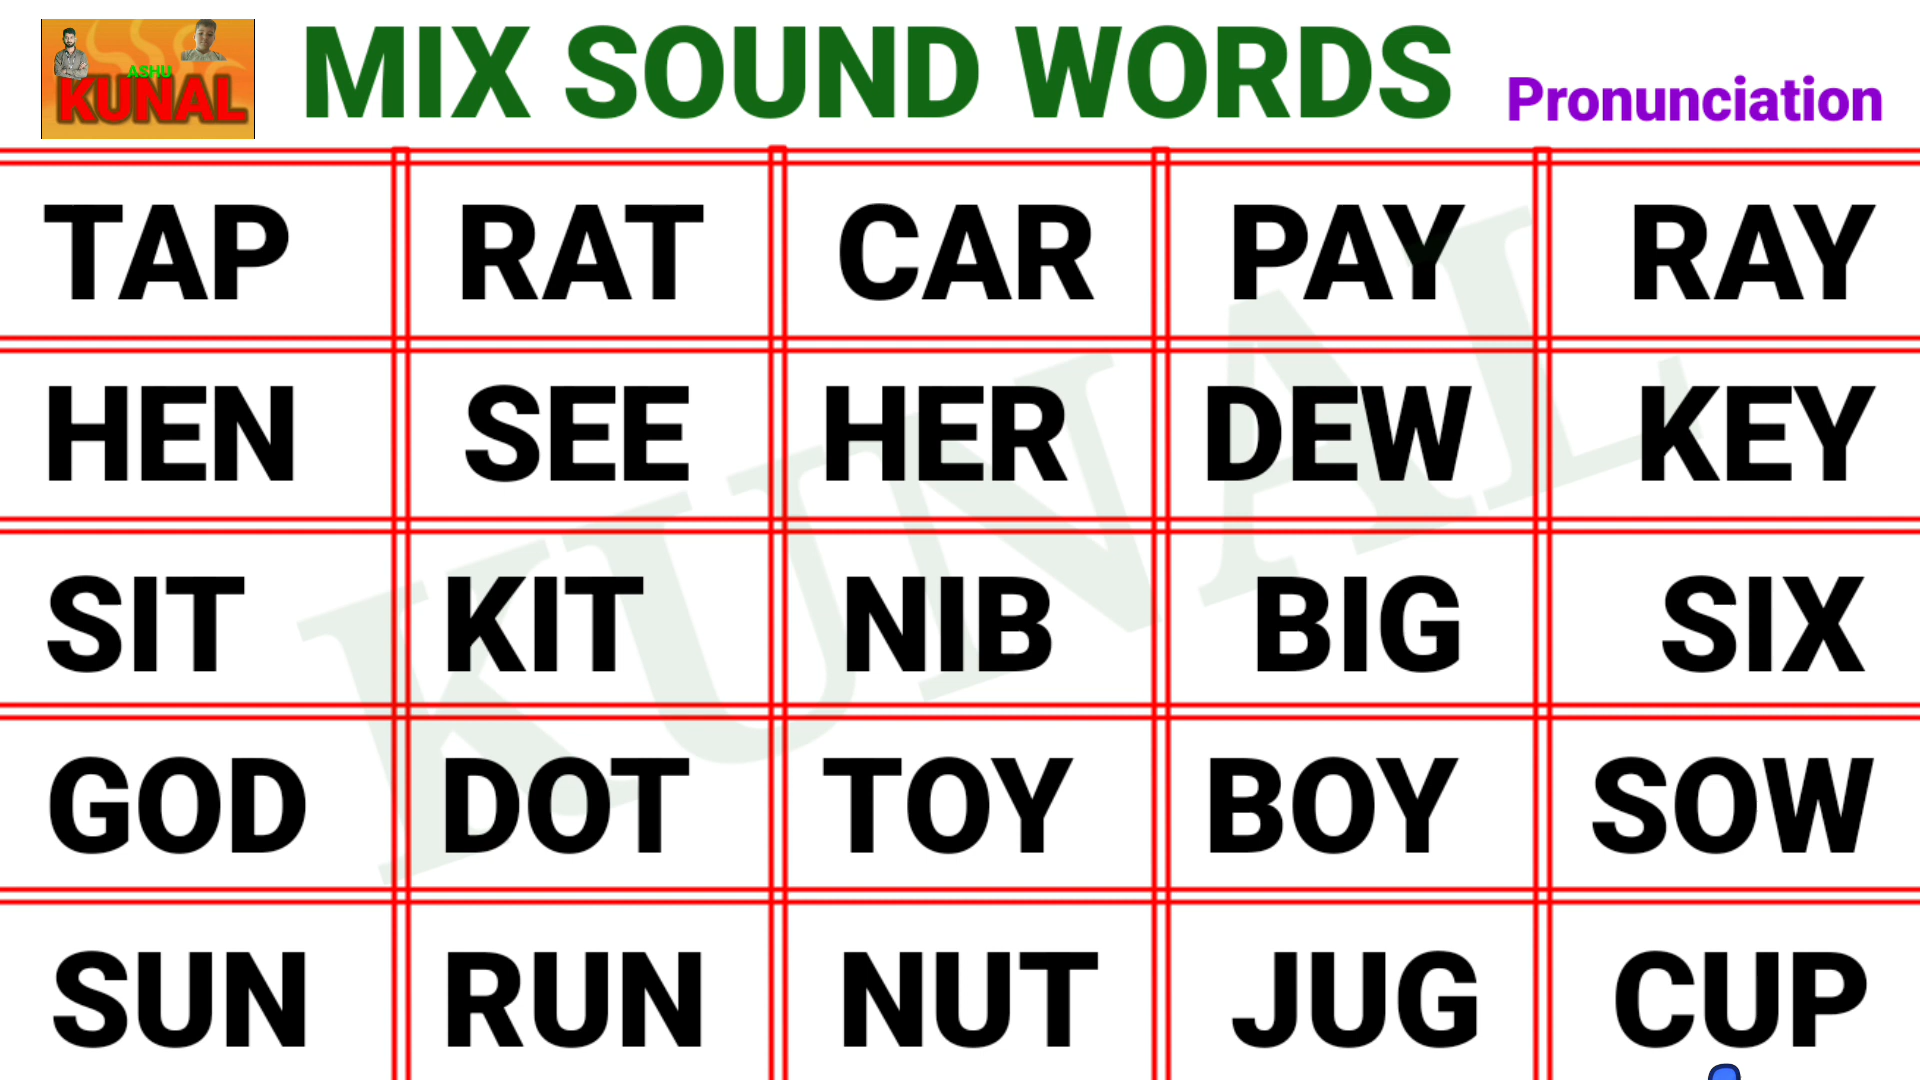 ASHU
KUNAL
MIX SOUND WORDS Pronunciation
TAP RAT CAR PAY RAY
HEN SEE HER DEW KEY
SIT KIT NIB BIG SIX
GOD DOT TOY BOY SOW
SUN RUN NUT JUG CUP
KUNAL